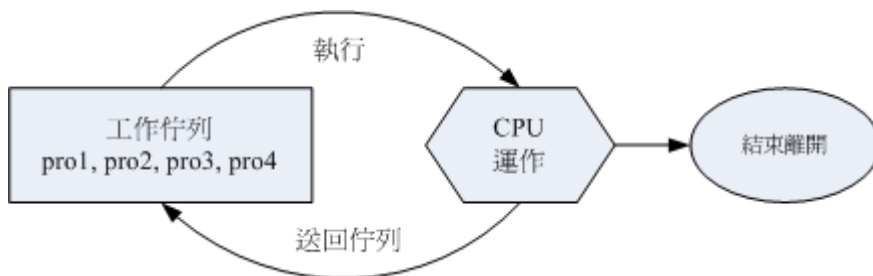 執行
工作佇列
pro1, pro2, pro3, pro4
CPU
運作
結束離開
送回佇列